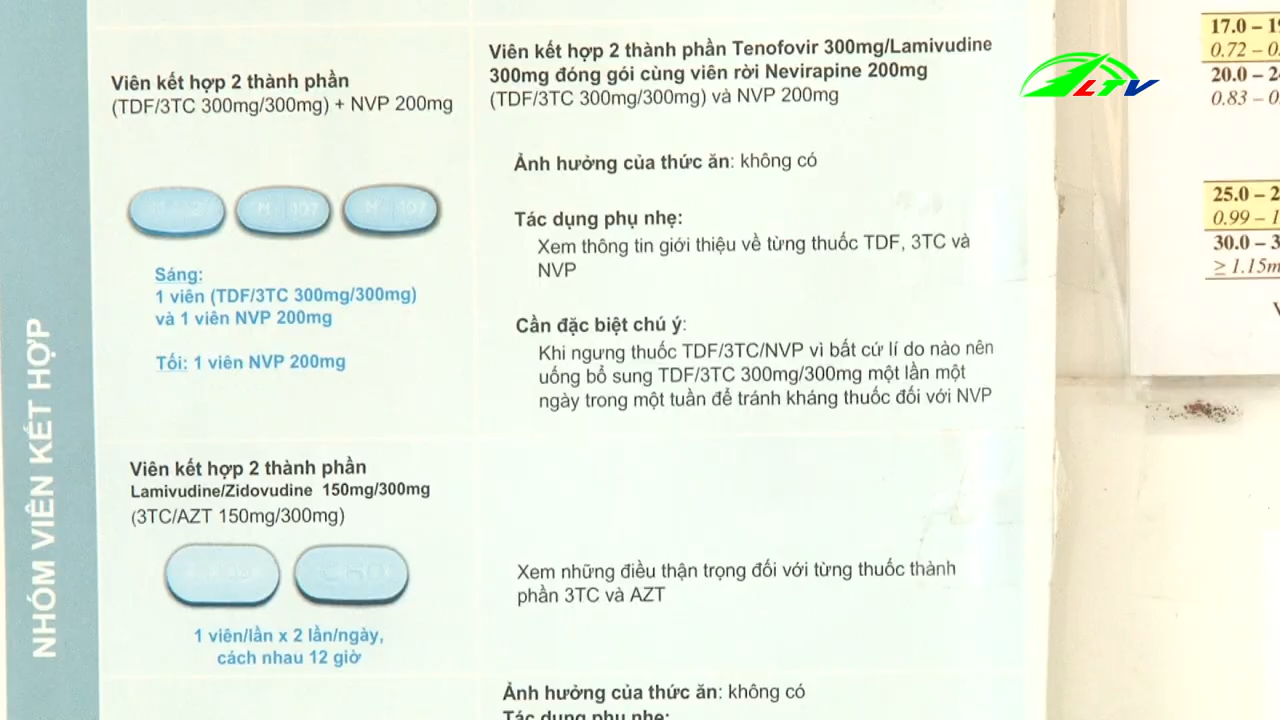 Viên kết hợp 2 thành phần
(TDF/3TC 300mg/300mg) + NVP 200mg
Sáng:
1 viên (TDF/3TC 300mg/300mg)
và 1 viên NVP 200mg
Tối: 1 viên NVP 200mg
Viên kết hợp 2 thành phần Tenofovir 300mg/Lamivudine
300mg đóng gói cùng viên rời Nevirapine 200mg
(TDF/3TC 300mg/300mg) và NVP 200mg
Ảnh hưởng của thức ăn: không có
Tác dụng phụ nhẹ:
Xem thông tin giới thiệu về từng thuốc TDF, 3TC và
NVP
Cần đặc biệt chú ý:
Khi ngưng thuốc TDF/3TC/NVP vì bất cứ lí do nào nên
uống bổ sung TDF/3TC 300mg/300mg một lần một
ngày trong một tuần để tránh kháng thuốc đối với NVP
Viên kết hợp 2 thành phần
Lamivudine/Zidovudine 150mg/300mg
(3TC/AZT 150mg/300mg)
1 viên/lần x 2 lần/ngày,
cách nhau 12 giờ
Xem những điều thận trọng đối với từng thuốc thành
phần 3TC và AZT
Ảnh hưởng của thức ăn: không có
Tác dụng phụ nhẹ:
NHÓM VIÊN KẾT HỢP
LTV
17.0 –
0.72 –
20.0 –
0.83 –
25.0 –
0.99 –
30.0 –
≥ 1.15m